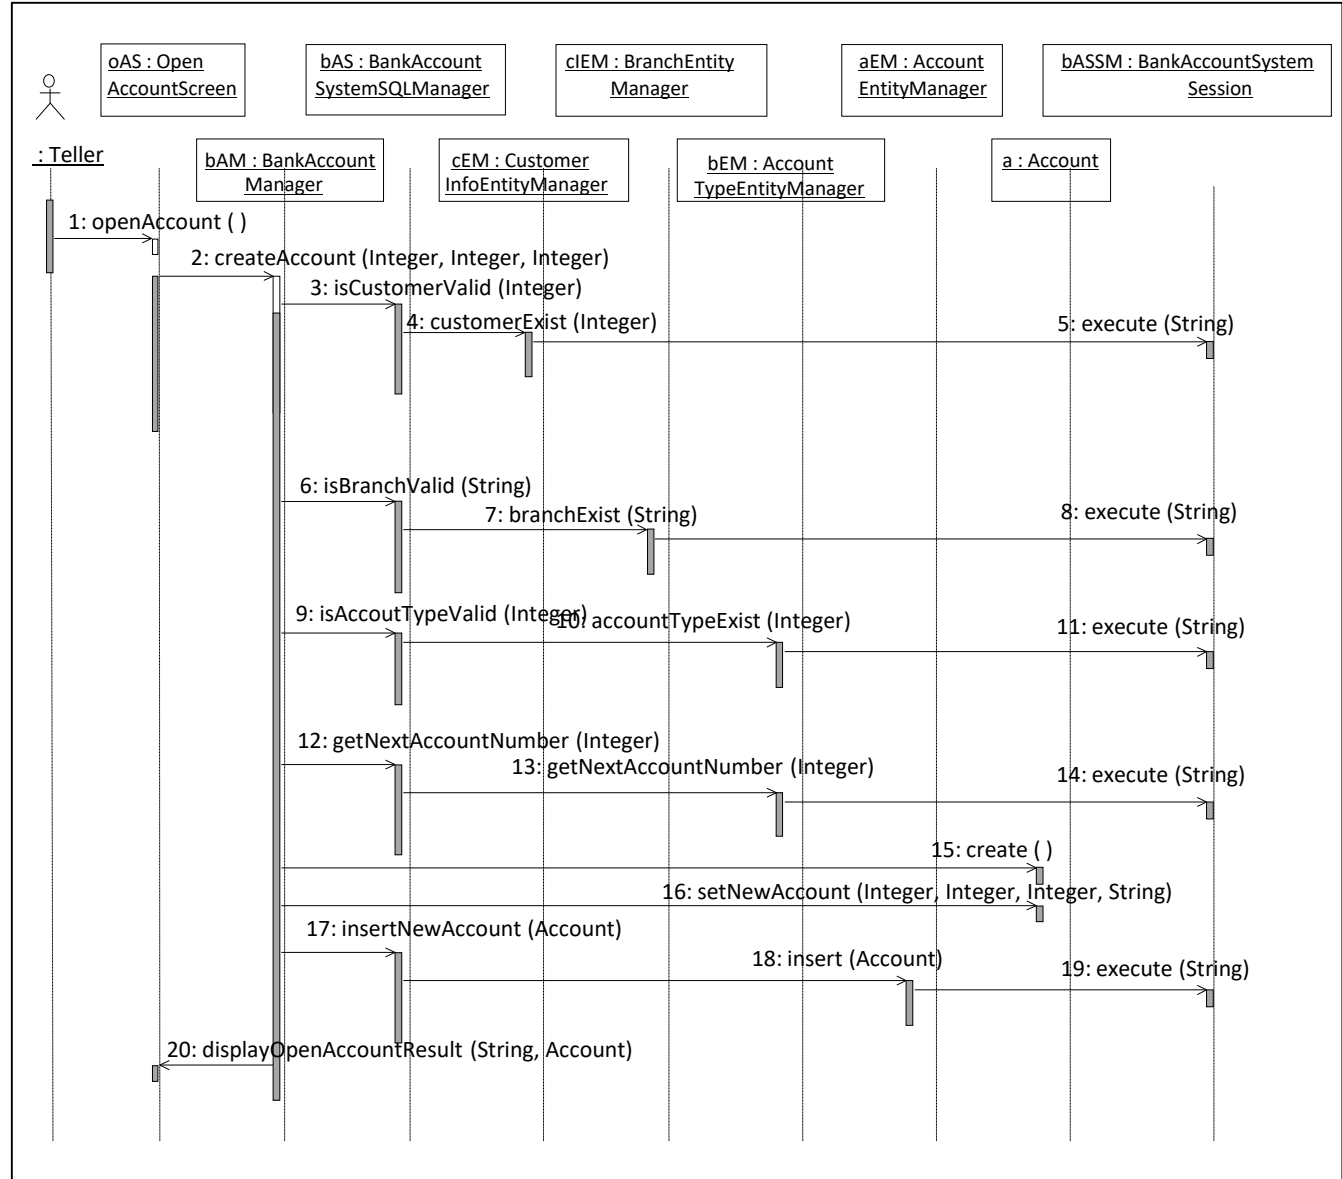 oAS : Open
AccountScreen
bAS : BankAccount
SystemSQLManager
cIEM : BranchEntity
Manager
aEM : Account
EntityManager
bASSM : BankAccountSystem
Session
: Teller
bAM : BankAccount
Manager
cEM : Customer
InfoEntityManager
bEM : Account
TypeEntityManager
a : Account
1: openAccount ( )
2: createAccount (Integer, Integer, Integer)
3: isCustomerValid (Integer)
4: customerExist (Integer)
5: execute (String)
6: isBranchValid (String)
7: branchExist (String)
8: execute (String)
9: isAccoutTypeValid (Integer)
10: accountTypeExist (Integer)
11: execute (String)
12: getNextAccountNumber (Integer)
13: getNextAccountNumber (Integer)
14: execute (String)
15: create ( )
16: setNewAccount (Integer, Integer, Integer, String)
17: insertNewAccount (Account)
18: insert (Account)
19: execute (String)
20: displayOpenAccountResult (String, Account)